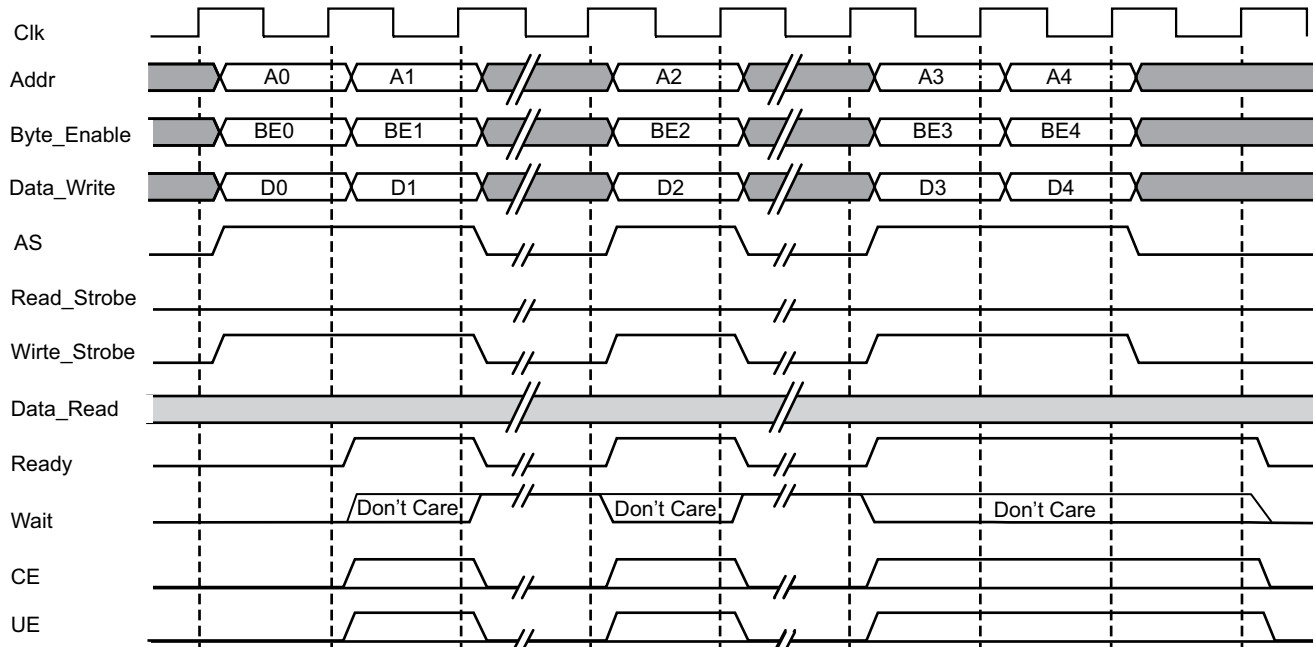 Clk
Addr A0 A1 A2 A3 A4
Byte_Enable BE0 BE1 BE2 BE3 BE4
Data_Write D0 D1 D2 D3 D4
AS
Read_Strobe
Wirte_Strobe
Data_Read
Ready
Wait Don’t Care Don’t Care Don’t Care
CE
UE